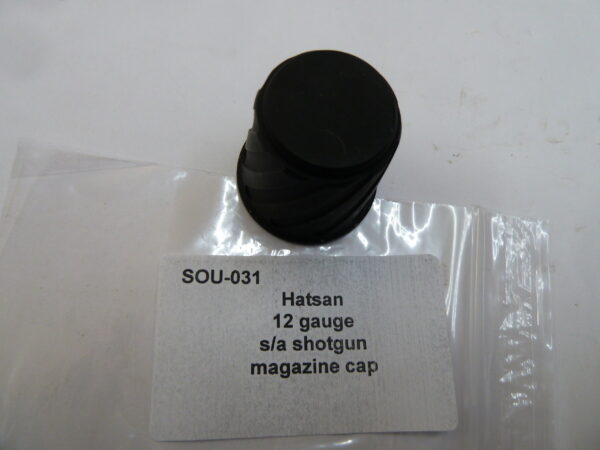 SOU-031
Hatsan
12 gauge
s/a shotgun
magazine cap